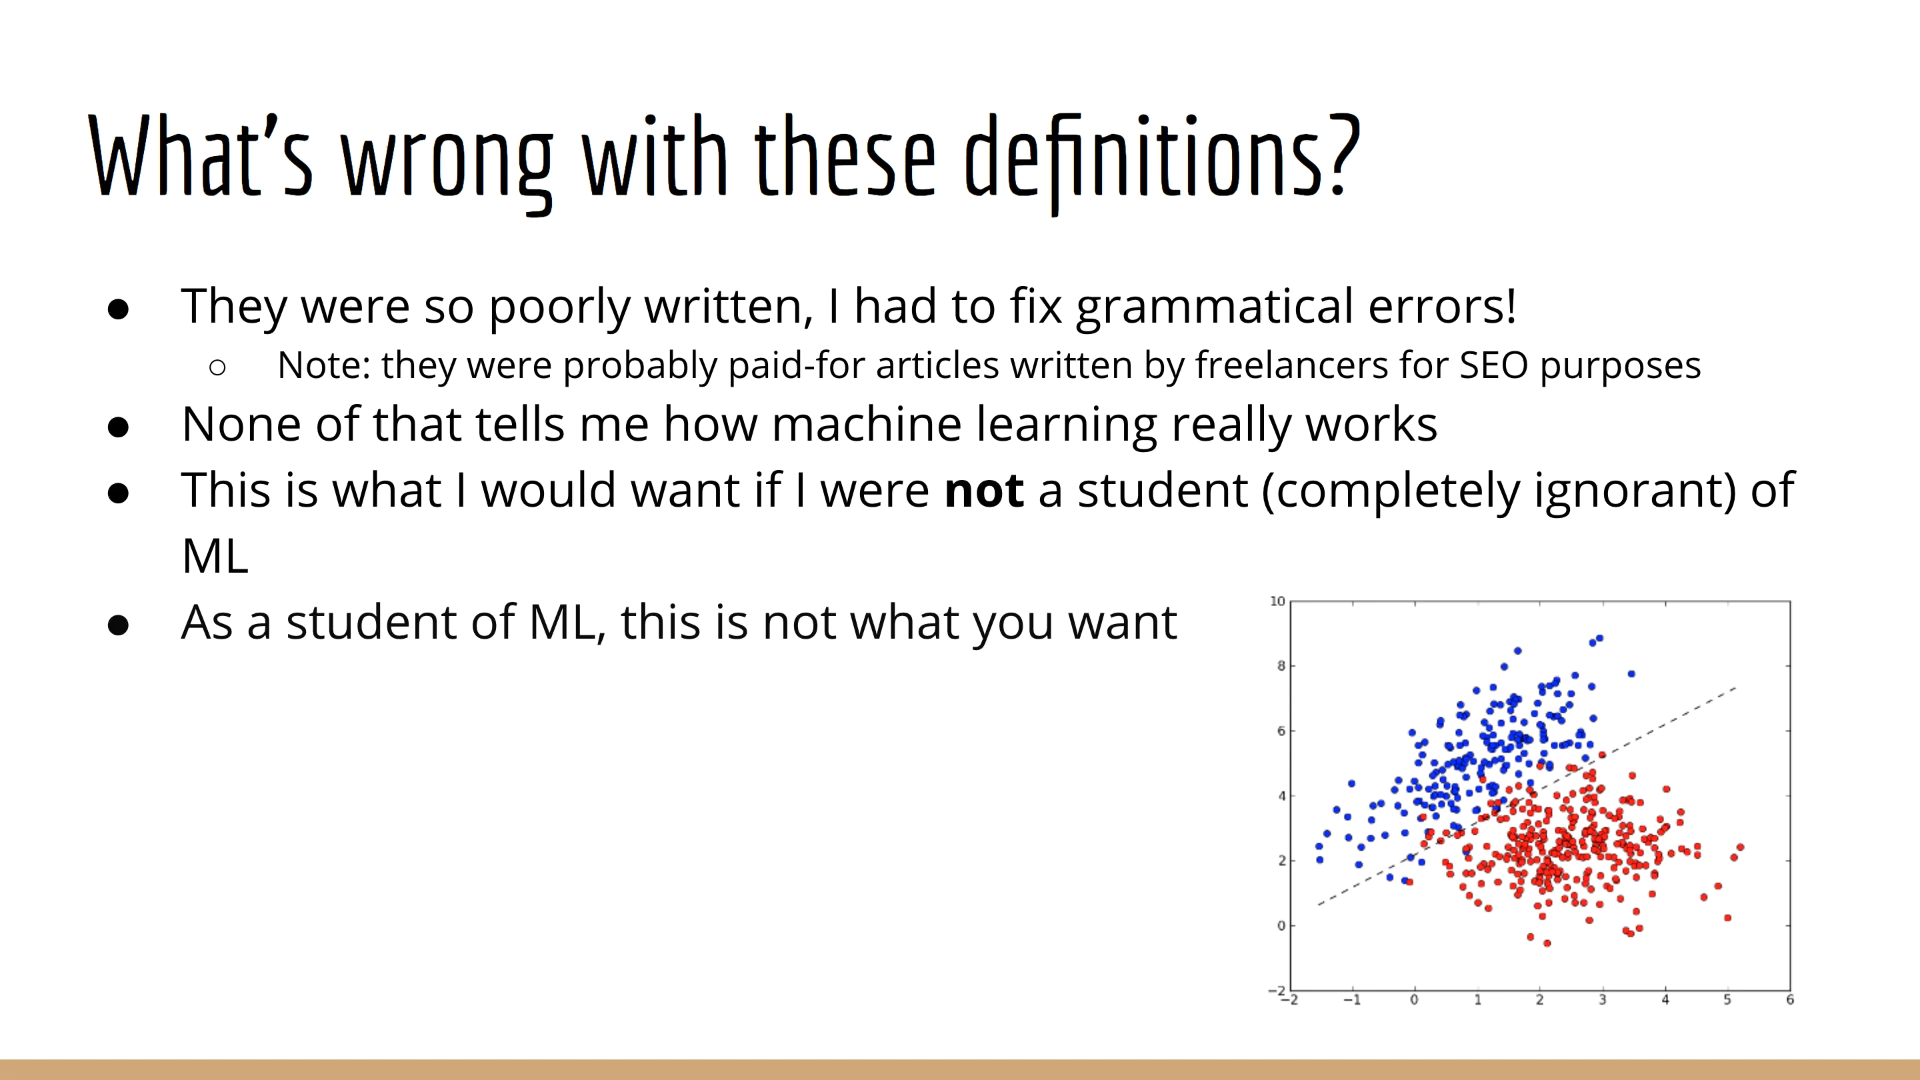 What's wrong with these definitions?
● They were so poorly written, I had to fix grammatical errors!
○ Note: they were probably paid-for articles written by freelancers for SEO purposes
● None of that tells me how machine learning really works
● This is what I would want if I were not a student (completely ignorant) of
ML
● As a student of ML, this is not what you want
10
8
6
4
2
0
−2
−2 −1 0 1 2 3 4 5 6